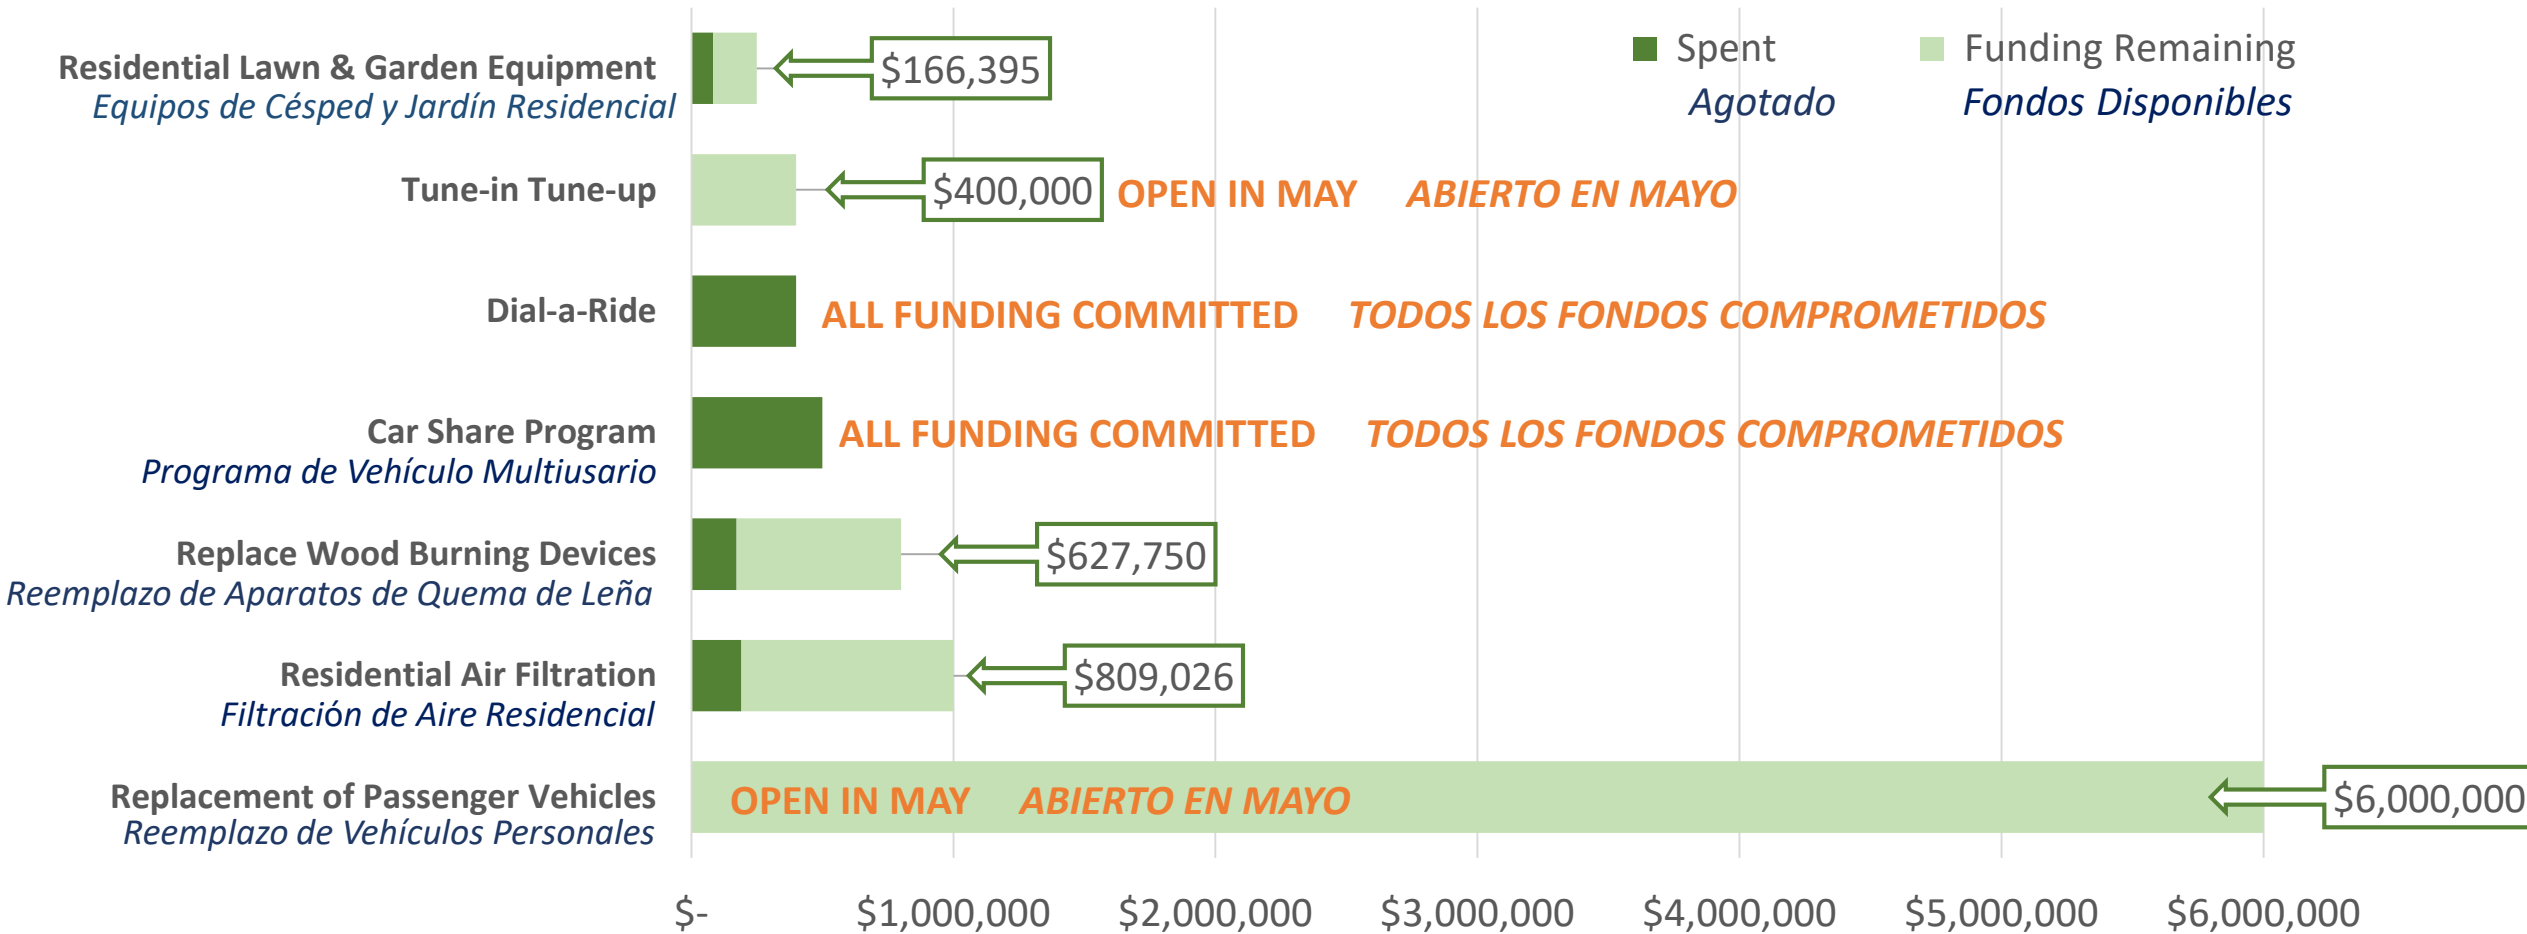 Spent
Agotado
Funding Remaining
Fondos Disponibles
Residential Lawn & Garden Equipment
Equipos de Césped y Jardín Residencial
$166,395
Tune-in Tune-up
$400,000
OPEN IN MAY
ABIERTO EN MAYO
Dial-a-Ride
ALL FUNDING COMMITTED
TODOS LOS FONDOS COMPROMETIDOS
Car Share Program
Programa de Vehículo Multiusario
ALL FUNDING COMMITTED
TODOS LOS FONDOS COMPROMETIDOS
Replace Wood Burning Devices
Reemplazo de Aparatos de Quema de Leña
$627,750
Residential Air Filtration
Filtración de Aire Residencial
$809,026
Replacement of Passenger Vehicles
Reemplazo de Vehículos Personales
OPEN IN MAY
ABIERTO EN MAYO
$6,000,000
$-
$1,000,000
$2,000,000
$3,000,000
$4,000,000
$5,000,000
$6,000,000